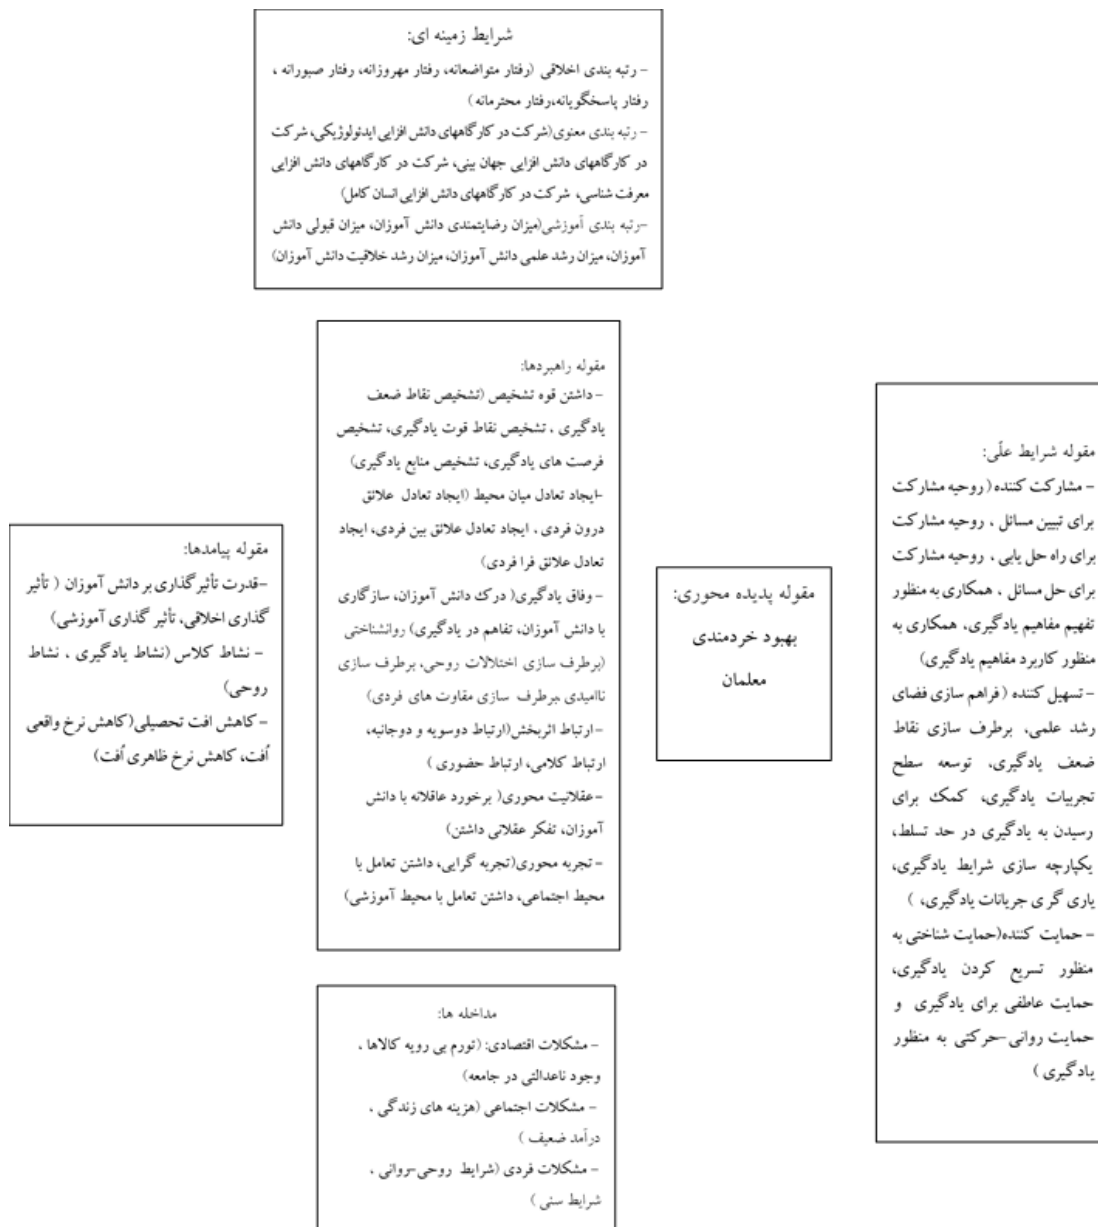 شرایط زمینه ای:
- رتبه بندی اخلاقی (رفتار متواضعانه، رفتار مهروزانه، رفتار صبورانه ،
رفتار پاسخگویانه،رفتار محترمانه)
- رتبه بندی معنوی(شرکت در کارگاههای دانش افزایی ایدئولوژیکی، شرکت
در کارگاههای دانش افزایی جهان بینی، شرکت در کارگاههای دانش افزایی
معرفت شناسی، شرکت در کارگاههای دانش افزایی انسان کامل)
-رتبه بندی آموزشی(میزان رضایتمندی دانش آموزان، میزان قبولی دانش
آموزان، میزان رشد علمی دانش آموزان، میزان رشد خلاقیت دانش آموزان)
مقوله شرایط علّی:
- مشارکت کننده( روحیه مشارکت
برای تبیین مسائل ، روحیه مشارکت
برای راه حل یابی ، روحیه مشارکت
برای حل مسائل ، همکاری به منظور
تفهیم مفاهیم یادگیری، همکاری به
منظور کاربرد مفاهیم یادگیری)
- تسهیل کننده ( فراهم سازی فضای
رشد علمی، برطرف سازی نقاط
ضعف یادگیری، توسعه سطح
تجربیات یادگیری، کمک برای
رسیدن به یادگیری در حد تسلط،
یکپارچه سازی شرایط یادگیری،
یاری گر ی جریانات یادگیری، )
- حمایت کننده(حمایت شناختی به
منظور تسریع کردن یادگیری،
حمایت عاطفی برای یادگیری و
حمایت روانی-حرکتی به منظور
یادگیری )
مقوله پدیده محوری:
بهبود خردمندی
معلمان
مقوله راهبردها:
- داشتن قوه تشخیص (تشخیص نقاط ضعف
یادگیری ، تشخیص نقاط قوت یادگیری، تشخیص
فرصت های یادگیری، تشخیص منابع یادگیری)
-ایجاد تعادل میان محیط (ایجاد تعادل علائق
درون فردی ، ایجاد تعادل علائق بین فردی، ایجاد
تعادل علائق فرا فردی)
- وفاق یادگیری( درک دانش آموزان، سازگاری
با دانش آموزان، تفاهم در یادگیری) روانشناختی
(برطرف سازی اختلالات روحی، برطرف سازی
ناامیدی ،برطرف سازی مقاوت های فردی)
-ارتباط اثربخش(ارتباط دوسویه و دوجانبه،
ارتباط کلامی، ارتباط حضوری )
-عقلانیت محوری( برخورد عاقلانه با دانش
آموزان، تفکر عقلانی داشتن)
- تجربه محوری(تجربه گرایی، داشتن تعامل با
محیط اجتماعی، داشتن تعامل با محیط آموزشی)
مقوله پیامدها:
-قدرت تأثیرگذاری بر دانش آموزان ( تأثیر
گذاری اخلاقی، تأثیر گذاری آموزشی)
- نشاط کلاس (نشاط یادگیری ، نشاط
روحی)
-کاهش افت تحصیلی(کاهش نرخ واقعی
اُفت، کاهش نرخ ظاهری اُفت)
مداخله ها:
- مشکلات اقتصادی: (تورم بی رویه کالاها ،
وجود ناعدالتی در جامعه)
- مشکلات اجتماعی (هزینه های زندگی ،
درآمد ضعیف )
- مشکلات فردی (شرایط روحی-روانی ،
شرایط سنی )